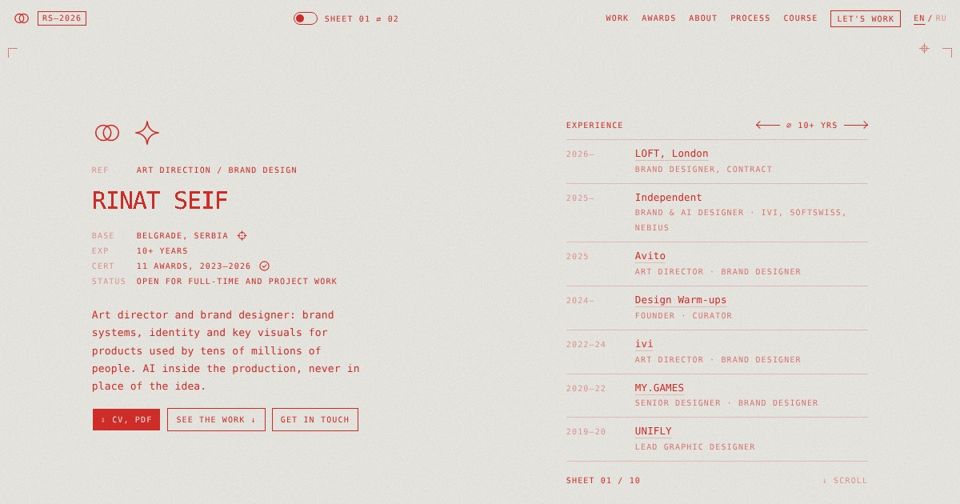 RS—2026
SHEET 01 ⇄ 02
WORK AWARDS ABOUT PROCESS COURSE LET'S WORK EN / RU
REF ART DIRECTION / BRAND DESIGN
RINAT SEIF
BASE BELGRADE, SERBIA
EXP 10+ YEARS
CERT 11 AWARDS, 2023—2026
STATUS OPEN FOR FULL-TIME AND PROJECT WORK
Art director and brand designer: brand
systems, identity and key visuals for
products used by tens of millions of
people. AI inside the production, never in
place of the idea.
↓ CV, PDF SEE THE WORK ↓ GET IN TOUCH
EXPERIENCE ⌀ 10+ YRS
2026— LOFT, London
BRAND DESIGNER, CONTRACT
2025— Independent
BRAND & AI DESIGNER · IVI, SOFTSWISS,
NEBIUS
2025 Avito
ART DIRECTOR · BRAND DESIGNER
2024— Design Warm-ups
FOUNDER · CURATOR
2022—24 ivi
ART DIRECTOR · BRAND DESIGNER
2020—22 MY.GAMES
SENIOR DESIGNER · BRAND DESIGNER
2019—20 UNIFLY
LEAD GRAPHIC DESIGNER
SHEET 01 / 10 ↓ SCROLL